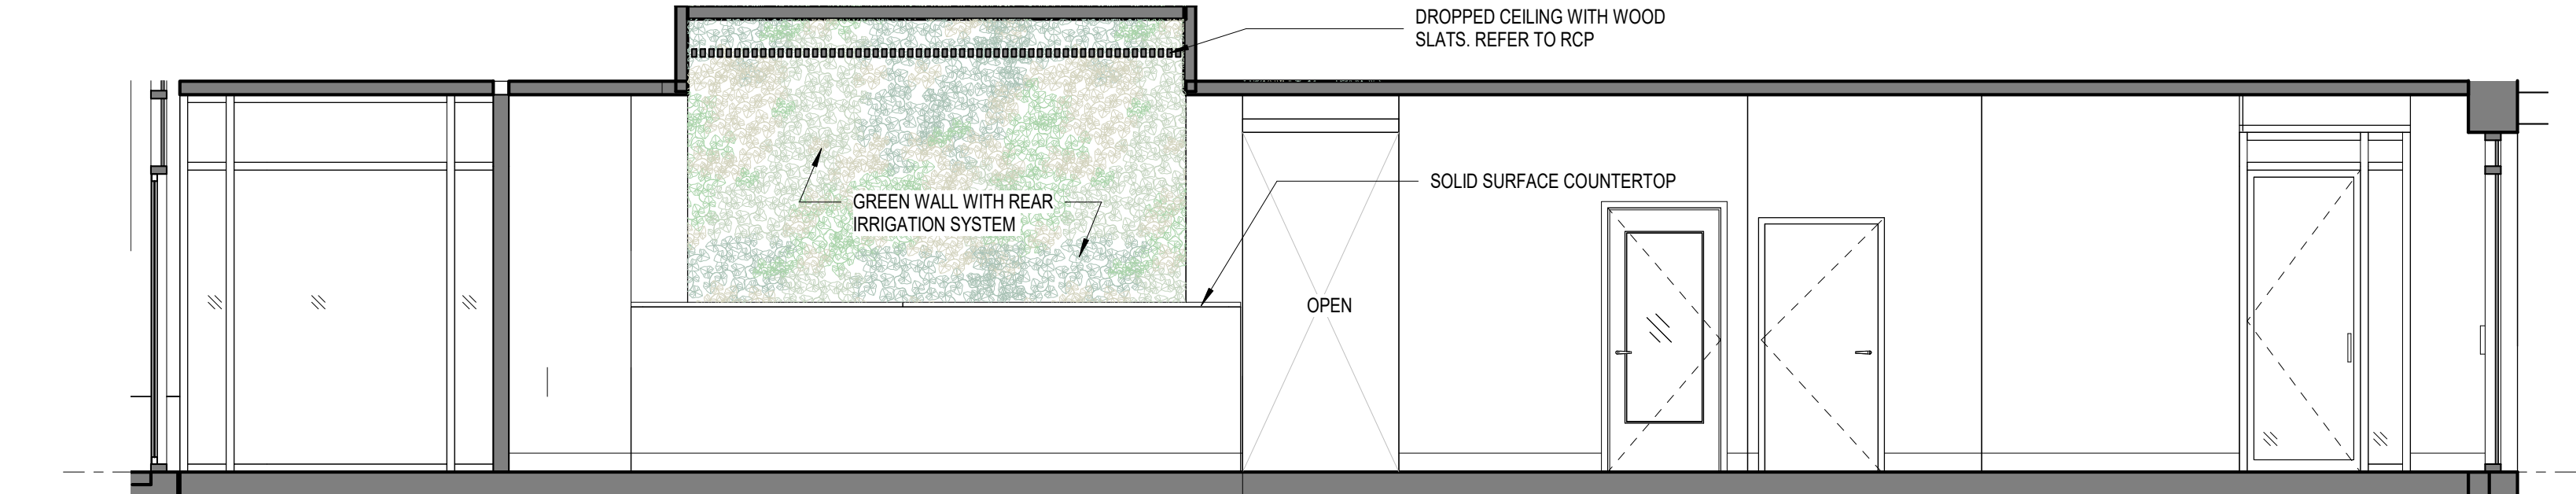 DROPPED CEILING WITH WOOD
SLATS. REFER TO RCP
SOLID SURFACE COUNTERTOP
GREEN WALL WITH REAR
IRRIGATION SYSTEM
OPEN